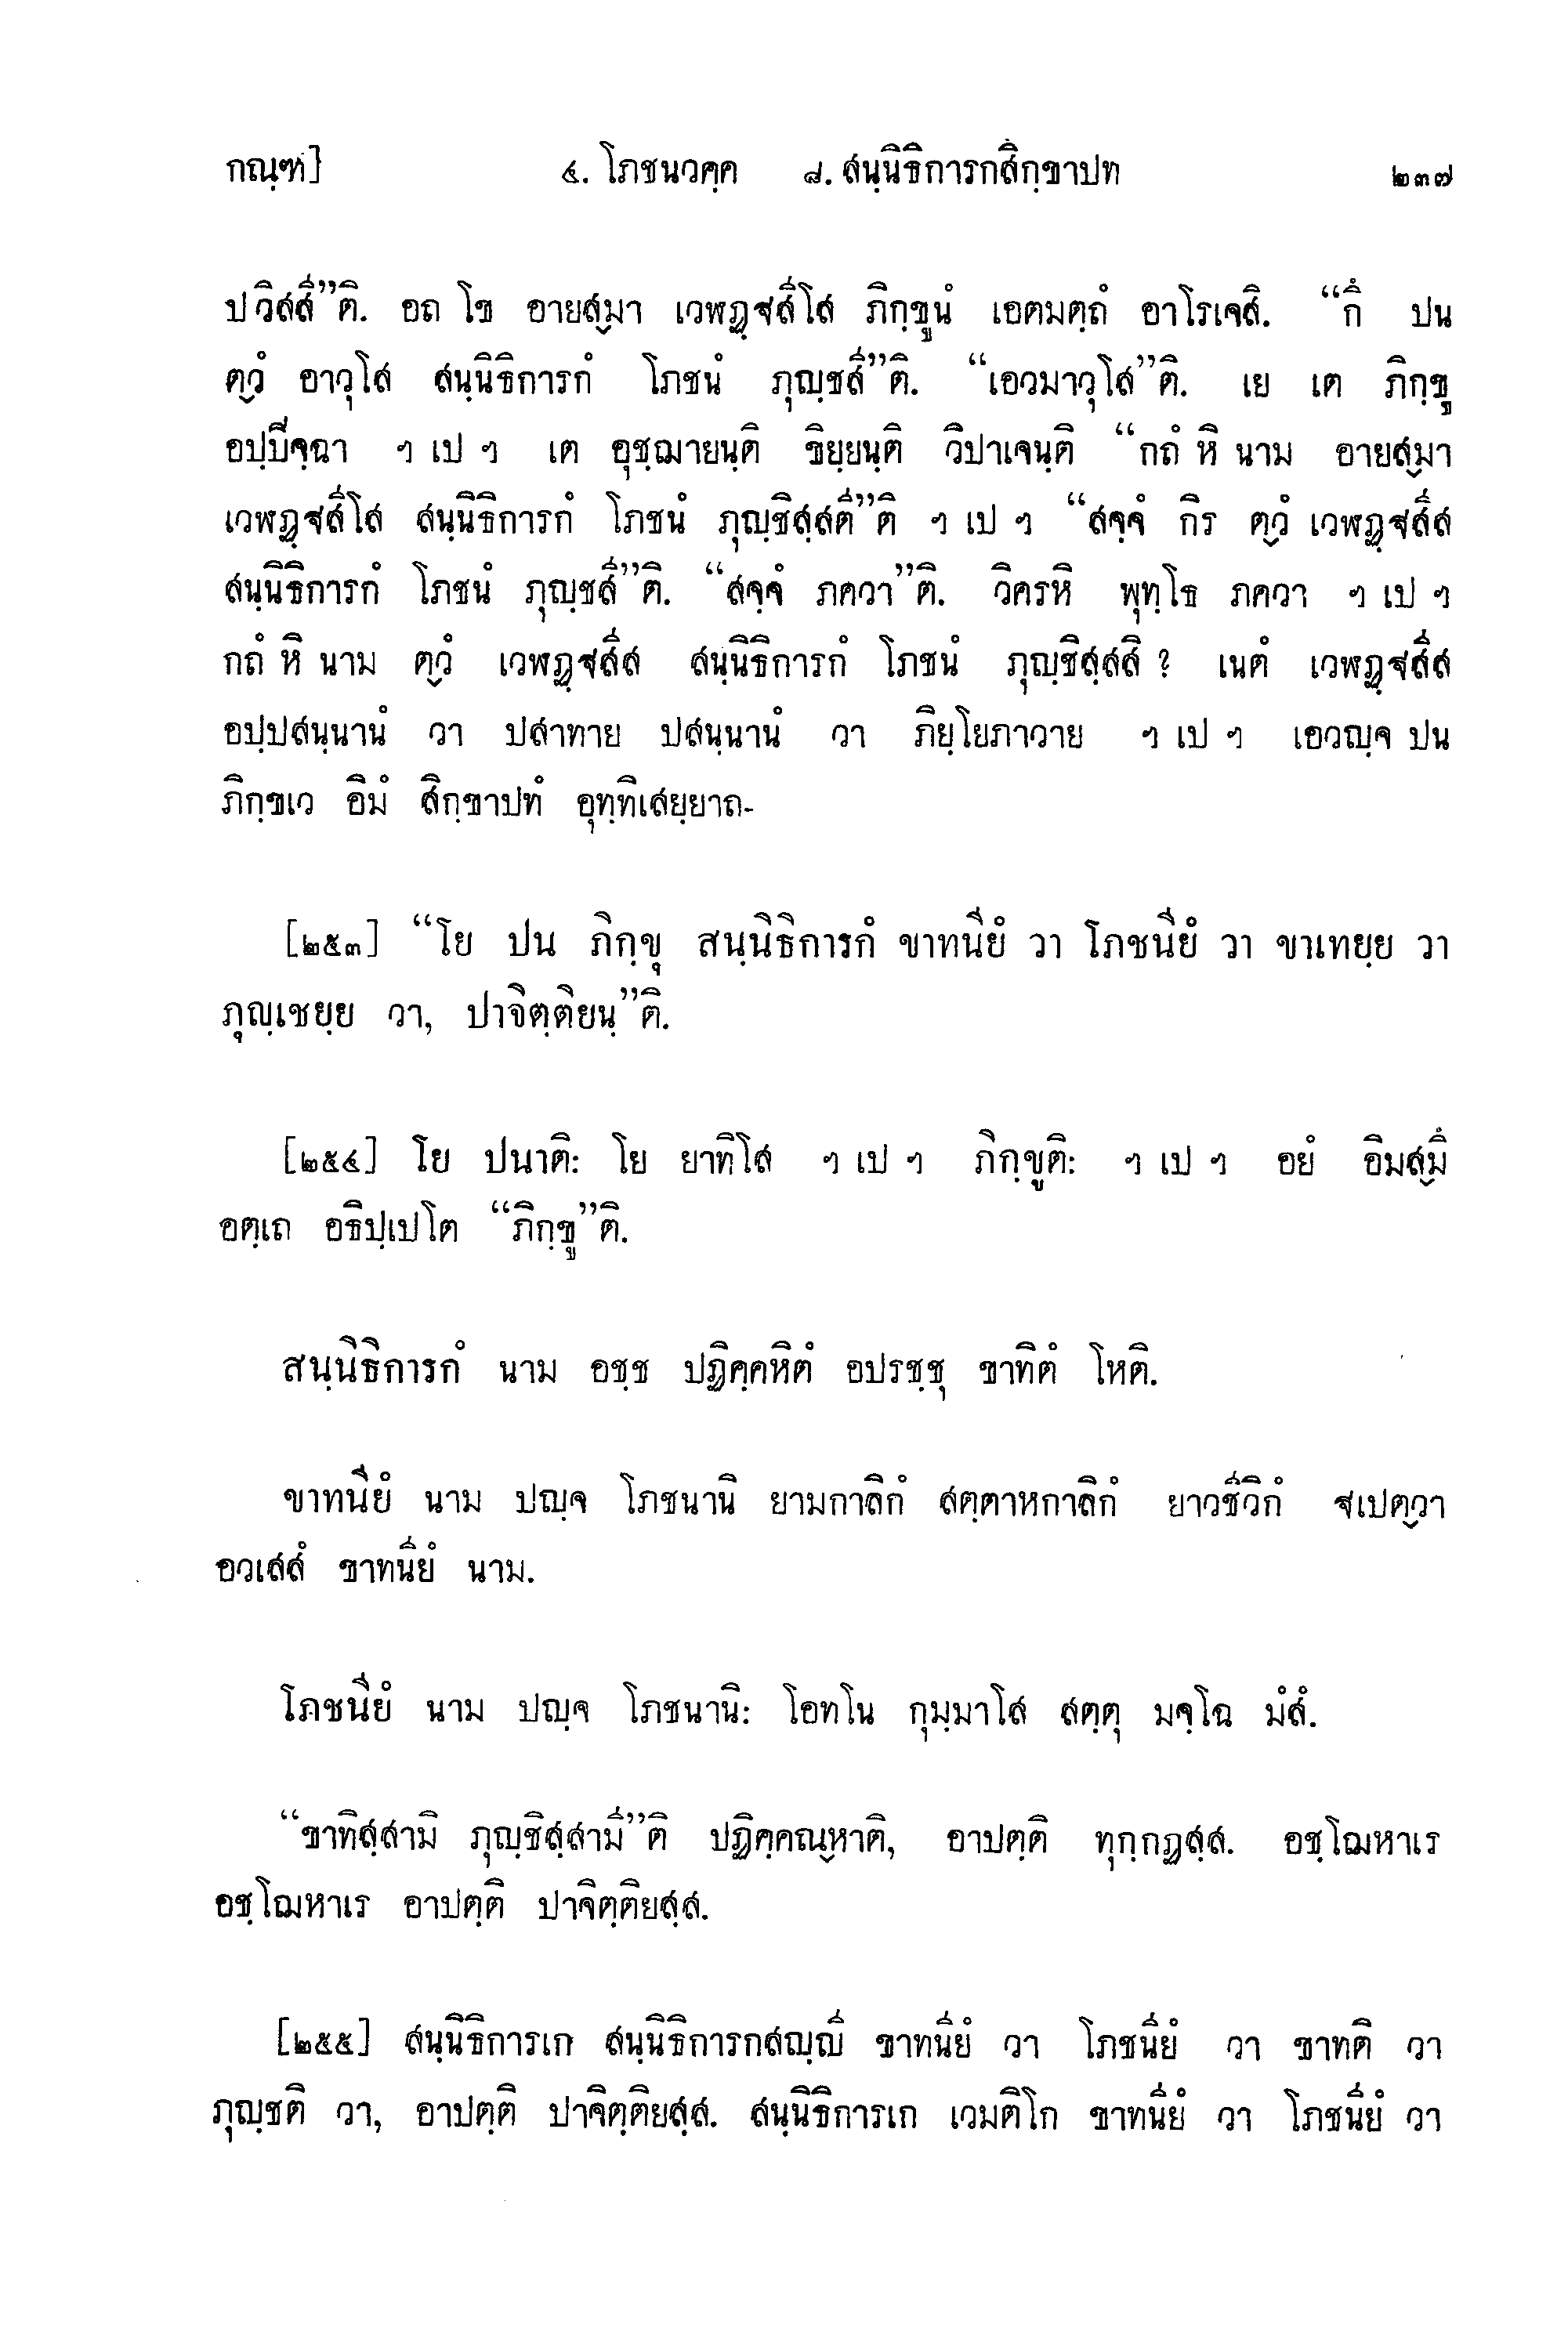 กณฺฑ]	๔. โภชนวคฺค	๘. สนฺนิธิการกสิกฺขาปท	๒๓๗
ปวิสสี”ติ. อถ โข อายสฺมา เวพฏฺฐสีโส ภิกฺขูนํ เอตมตฺถํ อาโรเจสิ. “กึ ปน
ตฺวํ อาวุโส สนฺนิธิการกํ โภชนํ ภุญฺชสี”ติ. “เอวมาวุโส”ติ. เย เต ภิกฺขู
อปฺปิจฺฉา ฯ เป ฯ เต อุชฺฌายนฺติ ขิยฺยนฺติ วิปาเจนฺติ “กถํ หิ นาม อายสฺมา
เวพฏฺฐสีโส สนฺนิธิการกํ โภชนํ ภุญฺชิสฺสตี”ติ ฯ เป ฯ “สจฺจํ กิร ตฺวํ เวพฏฺฐสีส
สนฺนิธิการกํ โภชนํ ภุญฺชสี”ติ. “สจฺจํ ภควา”ติ. วิครหิ พุทฺโธ ภควา ฯ เป ฯ
กถํ หิ นาม ตฺวํ เวพฏฺฐสีส สนฺนิธิการกํ โภชนํ ภุญฺชิสฺสสิ ? เนตํ เวพฏฺฐสีส
อปฺปสนฺนานํ วา ปสาทาย ปสนฺนานํ วา ภิยฺโยภาวาย ฯ เป ฯ เอวญฺจ ปน
ภิกฺขเว อิมํ สิกฺขาปทํ อุทฺทิเสยฺยาถ-
[๒๕๓] “โย ปน ภิกฺขุ สนฺนิธิการกํ ขาทนียํ วา โภชนียํ วา ขาเทยฺย วา
ภุญฺเชยฺย วา, ปาจิตฺติยนฺ”ติ.
[๒๕๔] โย ปนาติ: โย ยาทิโส ฯ เป ฯ ภิกฺขูติ: ฯ เป ฯ อยํ อิมสฺมึ
อตฺเถ อธิปฺเปโต “ภิกฺขู”ติ.
สนฺนิธิการกํ นาม อชฺช ปฏิคฺคหิตํ อปรชฺชุ ขาทิตํ โหติ.
ขาทนียํ นาม ปญฺจ โภชนานิ ยามกาลิกํ สตฺตาหกาลิกํ ยาวชีวิกํ ฐเปตฺวา
อวเสสํ ขาทนียํ นาม.
โภชนียํ นาม ปญฺจ โภชนานิ: โอทโน กุมฺมาโส สตฺตุ มจฺโฉ มํสํ.
“ขาทิสฺสามิ ภุญฺชิสฺสามี”ติ ปฏิคฺคณฺหาติ, อาปตฺติ ทุกฺกฏสฺส. อชฺโฌหาเร
อชฺโฌหาเร อาปตฺติ ปาจิตฺติยสฺส.
[๒๕๕] สนฺนิธิการเก สนฺนิธิการกสญฺญี ขาทนียํ วา โภชนียํ วา ขาทติ วา
ภุญฺชติ วา, อาปตฺติ ปาจิตฺติยสฺส. สนฺนิธิการเก เวมติโก ขาทนียํ วา โภชนียํ วา